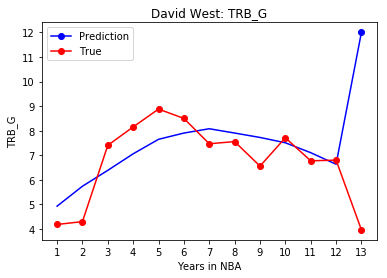 David West: TRB_G
Prediction
True
12
11
10
9
8
7
6
5
4
TRB_G
1 2 3 4 5 6 7 8 9 10 11 12 13
Years in NBA